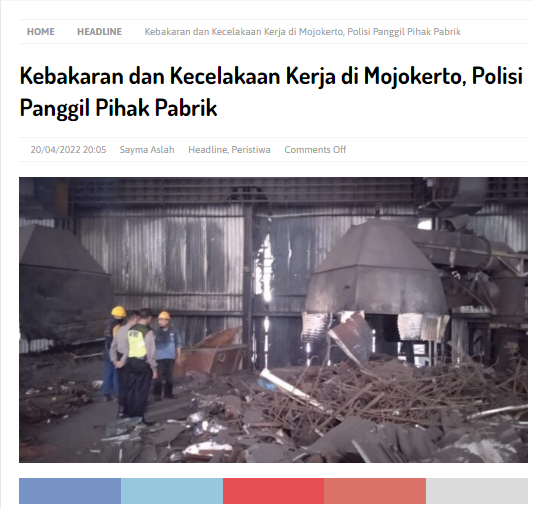 HOME HEADLINE Kebakaran dan Kecelakaan Kerja di Mojokerto, Polisi Panggil Pihak Pabrik
Kebakaran dan Kecelakaan Kerja di Mojokerto, Polisi
Panggil Pihak Pabrik
20/04/2022 20:05 Sayma Aslah Headline, Peristiwa Comments Off